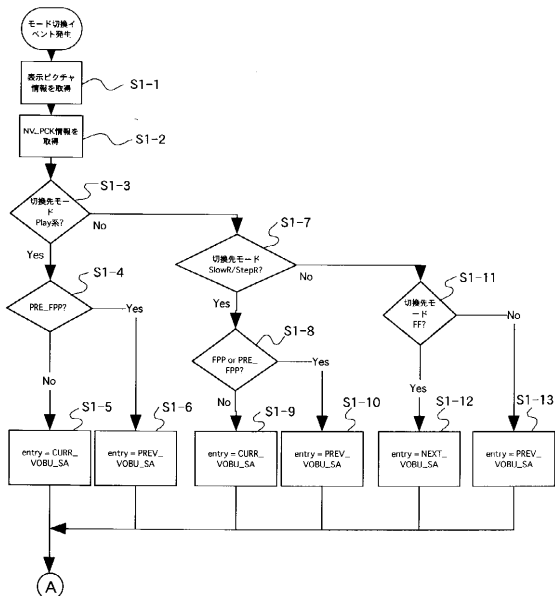 モード切換イ
ベント発生
表示ピクチャ
情報を取得
S1-1
NV_PCK情報を
取得
S1-2
切換先モ
ード
Play系?
S1-3
No
Yes
切換先モード
SlowR/StepR?
S1-7
No
Yes
切換先モ
ード
FF?
S1-11
No
Yes
PRE_FPP?
S1-4
Yes
No
FPP or PRE_
FPP?
S1-8
Yes
No
S1-5
entry = CURR_
VOBU_SA
S1-6
entry = PREV_
VOBU_SA
S1-9
entry = CURR_
VOBU_SA
S1-10
entry = PREV_
VOBU_SA
S1-12
entry = NEXT_
VOBU_SA
S1-13
entry = PREV_
VOBU_SA
A